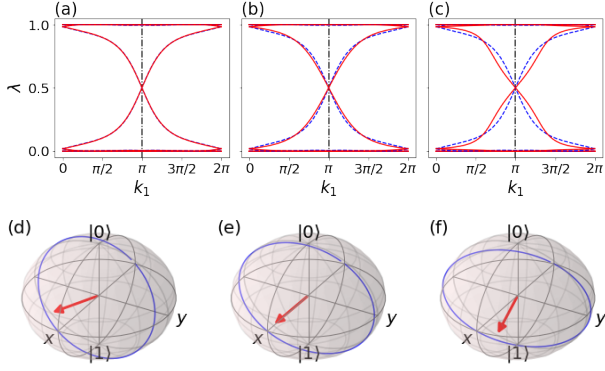 (a) (b) (c)
1.0
λ 0.5
0.0
0 π/2 π 3π/2 2π 0 π/2 π 3π/2 2π 0 π/2 π 3π/2 2π
k₁ k₁ k₁
(d) |0⟩ (e) |0⟩ (f) |0⟩
x |1⟩ y x |1⟩ y x |1⟩ y